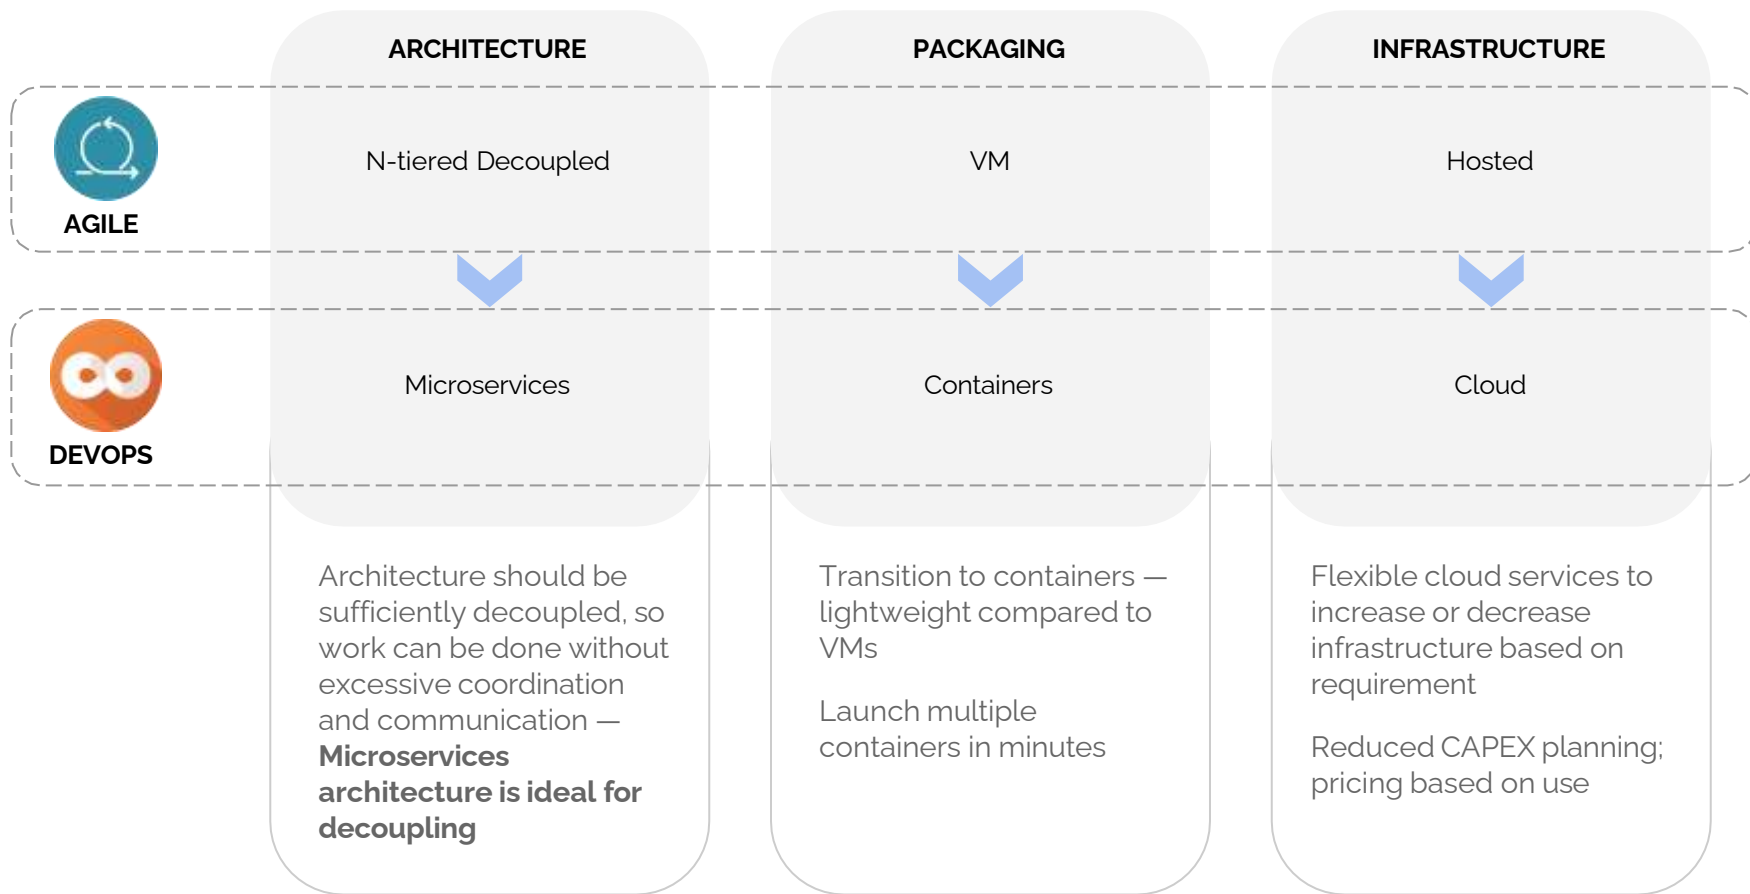 ARCHITECTURE
PACKAGING
INFRASTRUCTURE
AGILE
N-tiered Decoupled
VM
Hosted
DEVOPS
Microservices
Containers
Cloud
Architecture should be
sufficiently decoupled, so
work can be done without
excessive coordination
and communication —
Microservices
architecture is ideal for
decoupling
Transition to containers —
lightweight compared to
VMs
Launch multiple
containers in minutes
Flexible cloud services to
increase or decrease
infrastructure based on
requirement
Reduced CAPEX planning;
pricing based on use